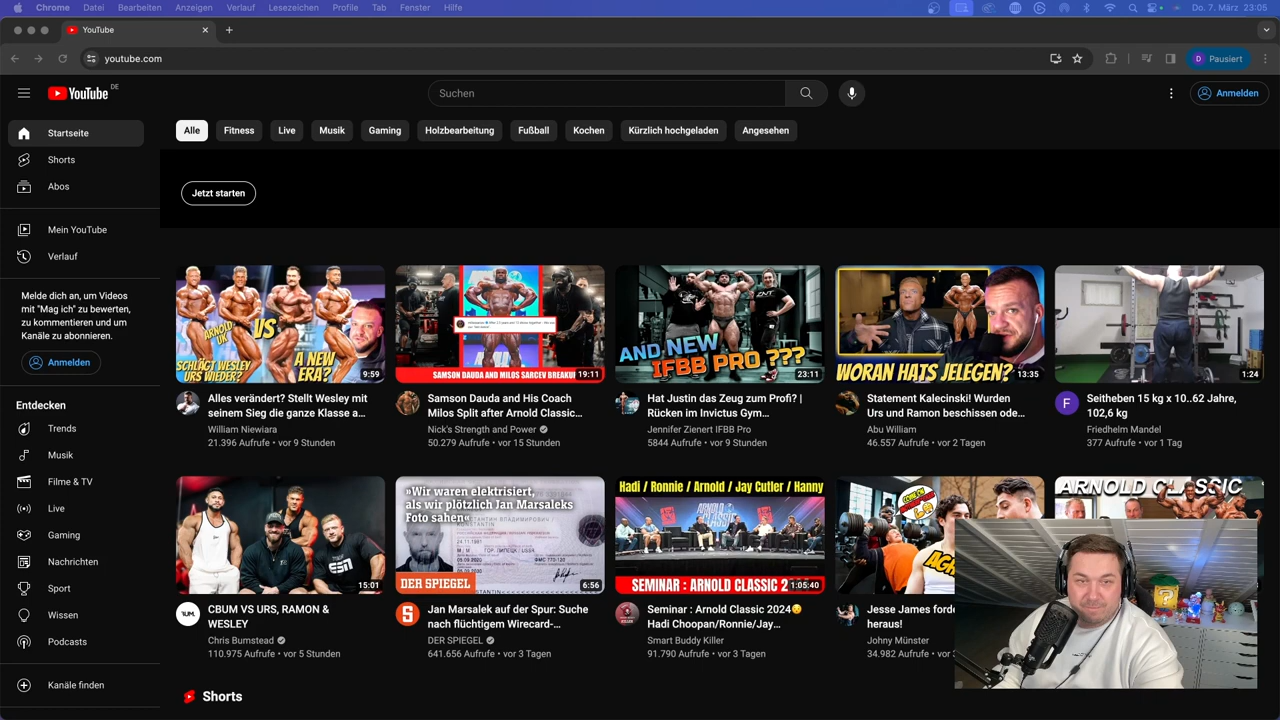 Chrome Datei Bearbeiten Anzeigen Verlauf Lesezeichen Profile Tab Fenster Hilfe Do. 7. März 23:05
YouTube
youtube.com D Pausiert
YouTube DE Suchen Anmelden
Alle Fitness Live Musik Gaming Holzbearbeitung Fußball Kochen Kürzlich hochgeladen Angesehen
Startseite
Shorts
Abos
Jetzt starten
Mein YouTube
Verlauf
Melde dich an, um Videos
mit "Mag ich" zu bewerten,
zu kommentieren und um
Kanäle zu abonnieren.
Anmelden
Entdecken
Trends
Musik
Filme & TV
Live
Gaming
Nachrichten
Sport
Wissen
Podcasts
Kanäle finden
ARNOLD
UK
VS
SCHLÄGT WESLEY
URS WIEDER?
A NEW
ERA?
9:59
Alles verändert? Stellt Wesley mit
seinem Sieg die ganze Klasse a...
William Niewiara
21.396 Aufrufe • vor 9 Stunden
SAMSON DAUDA AND MILOS SARCEV BREAKUP
19:11
Samson Dauda and His Coach
Milos Split after Arnold Classic...
Nick's Strength and Power
50.279 Aufrufe • vor 15 Stunden
AND NEW
IFBB PRO ???
23:11
Hat Justin das Zeug zum Profi? |
Rücken im Invictus Gym...
Jennifer Zienert IFBB Pro
5844 Aufrufe • vor 9 Stunden
WORAN HATS JELEGEN?
13:35
Statement Kalecinski! Wurden
Urs und Ramon beschissen ode...
Abu William
46.557 Aufrufe • vor 2 Tagen
1:24
F
Seitheben 15 kg x 10..62 Jahre,
102,6 kg
Friedhelm Mandel
377 Aufrufe • vor 1 Tag
ESN
15:01
CBUM VS URS, RAMON &
WESLEY
Chris Bumstead
110.975 Aufrufe • vor 5 Stunden
»Wir waren elektrisiert,
als wir plötzlich Jan Marsaleks
Foto sahen«
DER SPIEGEL
6:56
Jan Marsalek auf der Spur: Suche
nach flüchtigem Wirecard-...
DER SPIEGEL
641.656 Aufrufe • vor 3 Tagen
Hadi / Ronnie / Arnold / Jay Cutler / Hanny
SEMINAR : ARNOLD CLASSIC 2
1:05:40
Seminar : Arnold Classic 2024
Hadi Choopan/Ronnie/Jay...
Smart Buddy Killer
91.790 Aufrufe • vor 3 Tagen
Jesse James forde
heraus!
Johny Münster
34.982 Aufrufe • vor
ARNOLD CLASSIC
Shorts